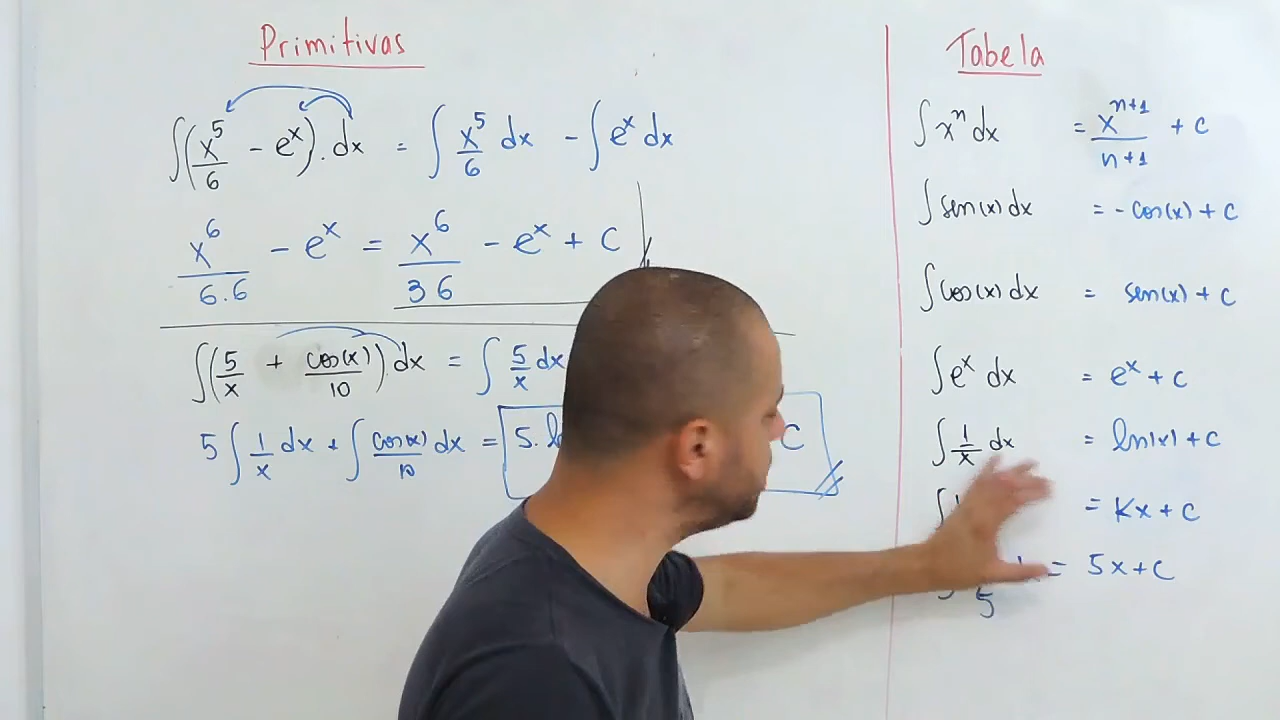 Primitivas
∫(x⁵/6 - eˣ).dx = ∫ x⁵/6 dx - ∫ eˣ dx
x⁶/6.6 - eˣ = x⁶/36 - eˣ + C
∫(5/x + cos(x)/10) dx = ∫ 5/x dx
5 ∫ 1/x dx + ∫ cos(x)/10 dx = 5. C
Tabela
∫ xⁿ dx = xⁿ⁺¹/n+1 + C
∫ sen(x) dx = - cos(x) + C
∫ cos(x) dx = sen(x) + C
∫ eˣ dx = eˣ + C
∫ 1/x dx = ln|x| + C
∫ = Kx + C
∫ 5 = 5x + C